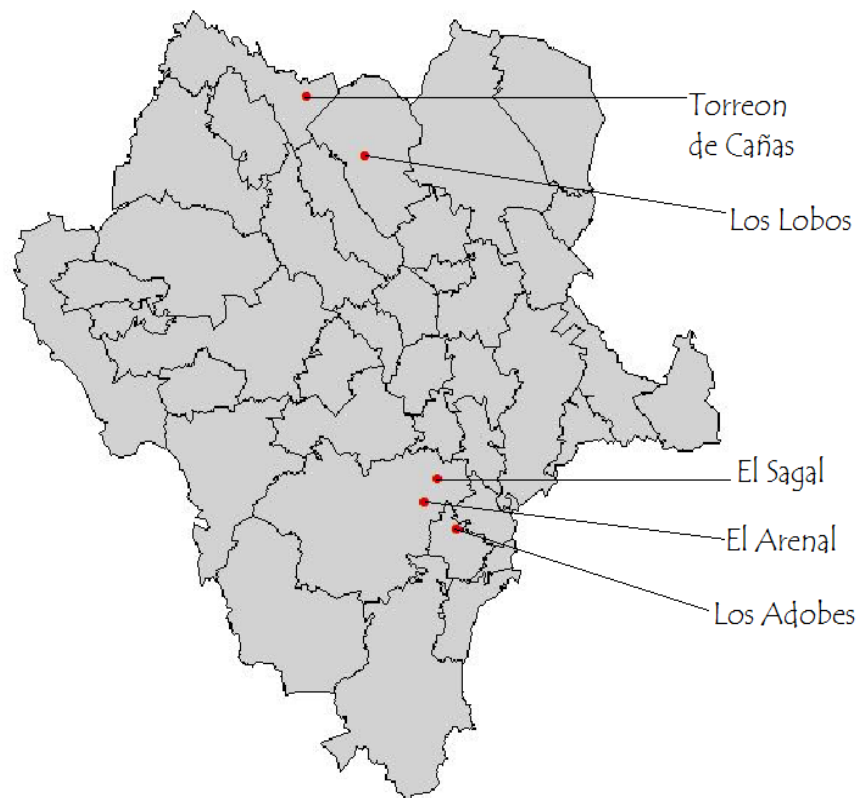 Torreon
de Cañas
Los Lobos
El Sagal
El Arenal
Los Adobes